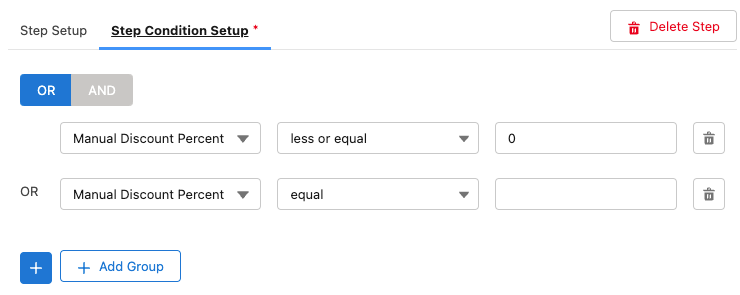 Step Setup Step Condition Setup * Delete Step
OR AND
Manual Discount Percent less or equal 0
OR Manual Discount Percent equal
+ + Add Group